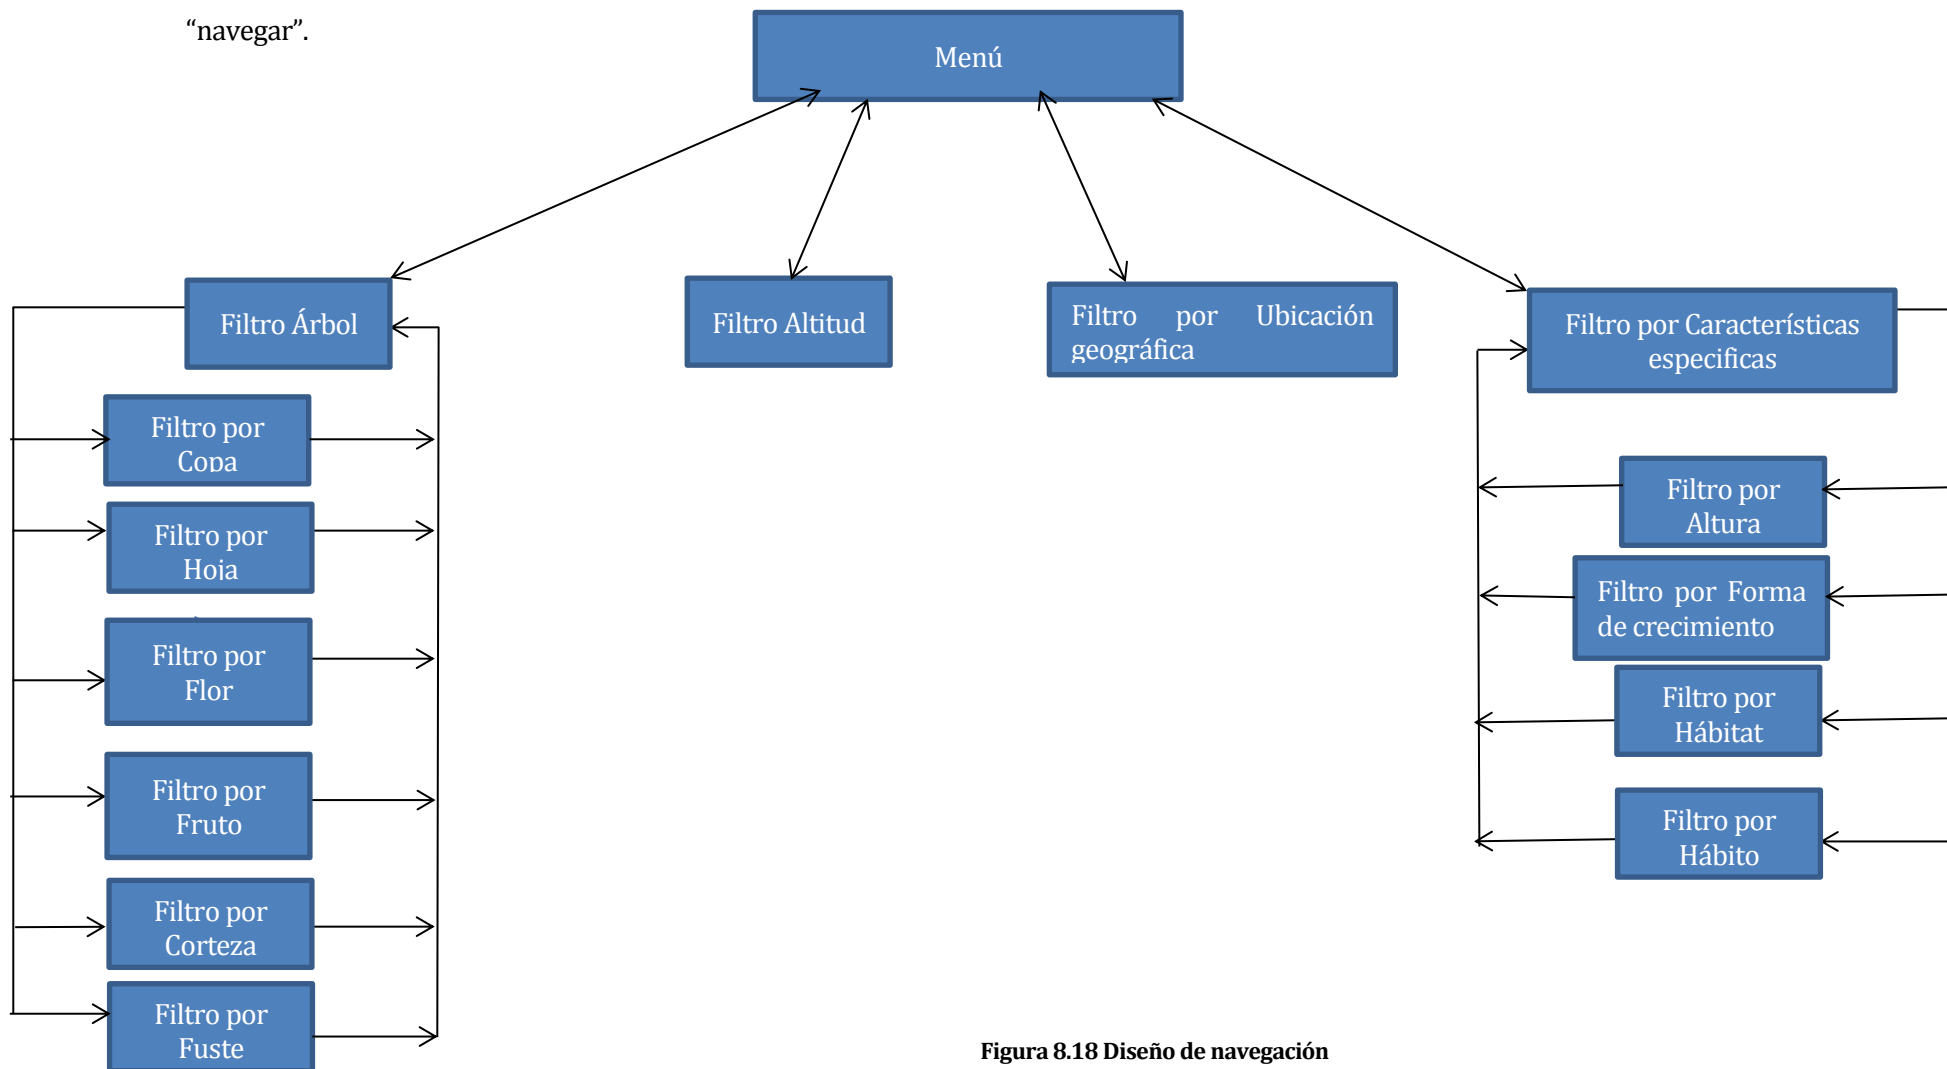 “navegar”.
Menú
Filtro Árbol
Filtro Altitud
Filtro por Ubicación
geográfica
Filtro por Características
especificas
Filtro por
Copa
Filtro por
Hoja
Filtro por
Flor
Filtro por
Fruto
Filtro por
Corteza
Filtro por
Fuste
Filtro por
Altura
Filtro por Forma
de crecimiento
Filtro por
Hábitat
Filtro por
Hábito
Figura 8.18 Diseño de navegación